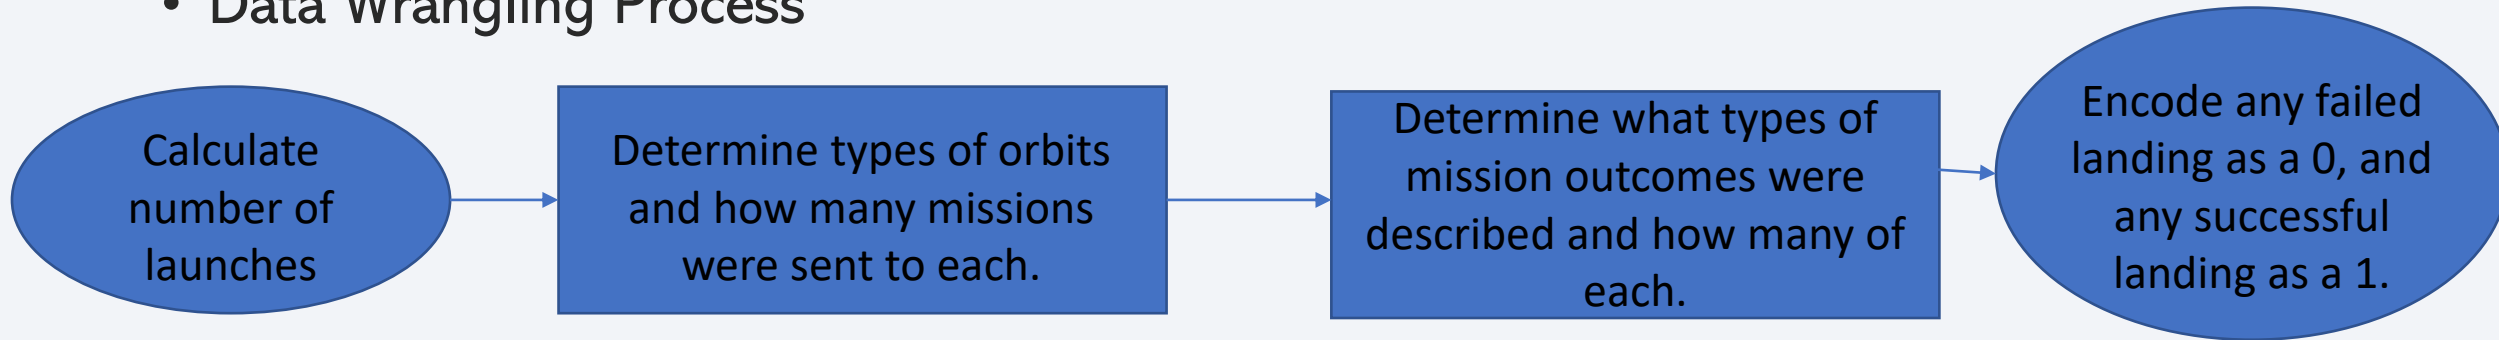 • Data Wrangling Process
Calculate
number of
launches
Determine types of orbits
and how many missions
were sent to each.
Determine what types of
mission outcomes were
described and how many of
each.
Encode any failed
landing as a 0, and
any successful
landing as a 1.